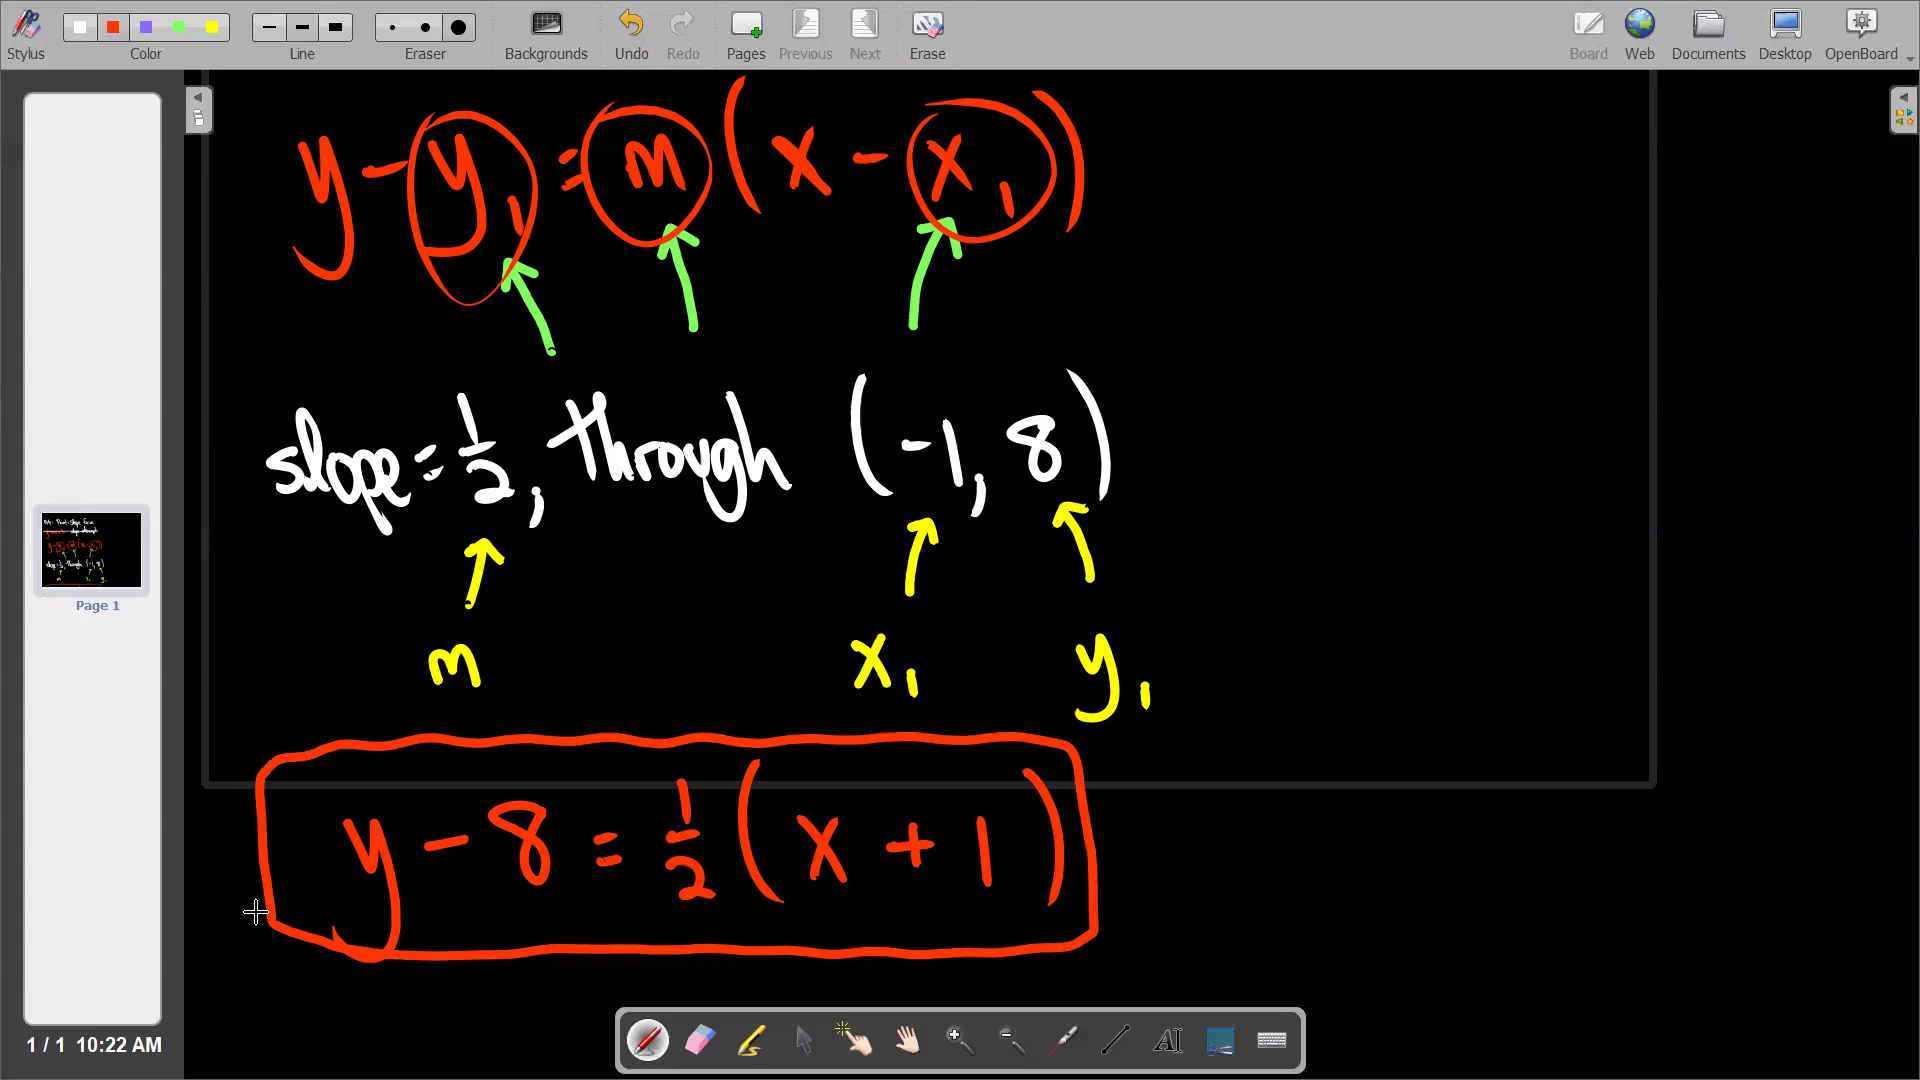 Stylus Color Line Eraser Backgrounds Undo Redo Pages Previous Next Erase Board Web Documents Desktop OpenBoard
y - y₁ = m (x - x₁)
slope = 1/2, through (-1, 8)
m x₁ y₁
y - 8 = 1/2 (x + 1)
Page 1
1 / 1 10:22 AM
AI